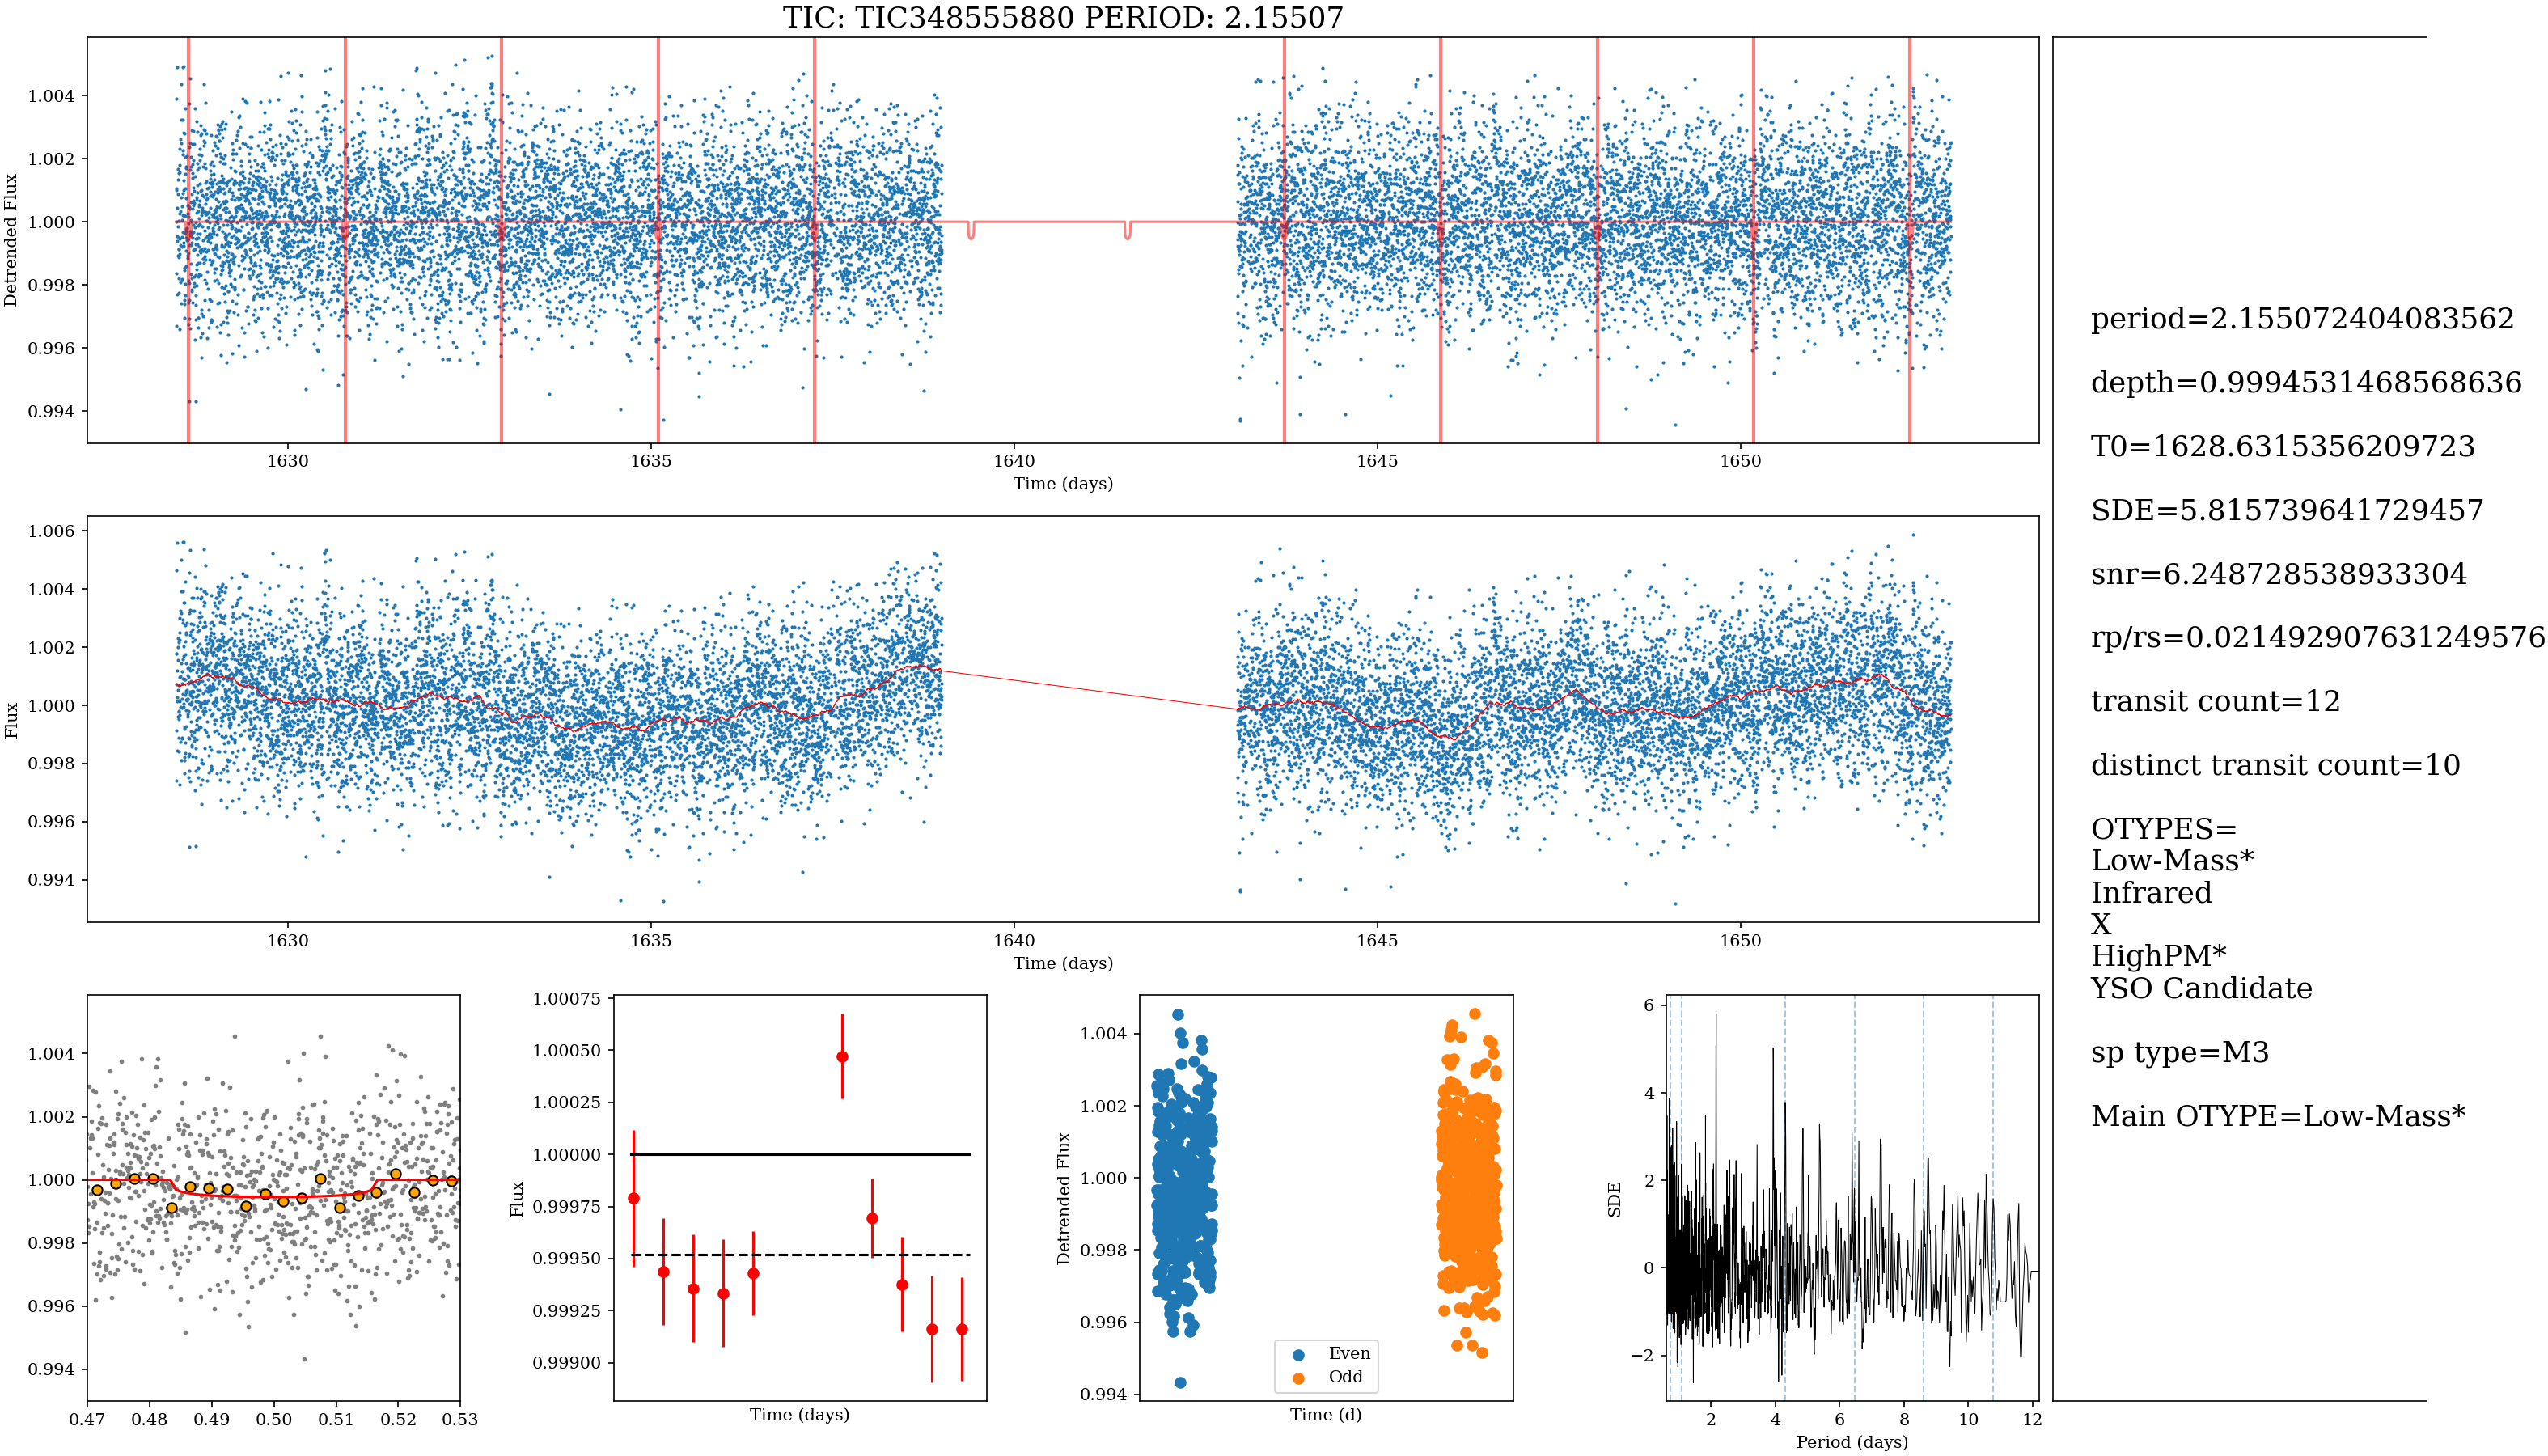 TIC: TIC348555880 PERIOD: 2.15507
Detrended Flux
1.004
1.002
1.000
0.998
0.996
0.994
1630
1635
1640
1645
1650
Time (days)
Flux
1.006
1.004
1.002
1.000
0.998
0.996
0.994
1630
1635
1640
1645
1650
Time (days)
1.004
1.002
1.000
0.998
0.996
0.994
0.47
0.48
0.49
0.50
0.51
0.52
0.53
Flux
1.00075
1.00050
1.00025
1.00000
0.99975
0.99950
0.99925
0.99900
Time (days)
Detrended Flux
1.004
1.002
1.000
0.998
0.996
0.994
Even
Odd
Time (d)
SDE
6
4
2
0
−2
2
4
6
8
10
12
Period (days)
period=2.155072404083562
depth=0.9994531468568636
T0=1628.6315356209723
SDE=5.815739641729457
snr=6.248728538933304
rp/rs=0.021492907631249576
transit count=12
distinct transit count=10
OTYPES=
Low-Mass*
Infrared
X
HighPM*
YSO Candidate
sp type=M3
Main OTYPE=Low-Mass*